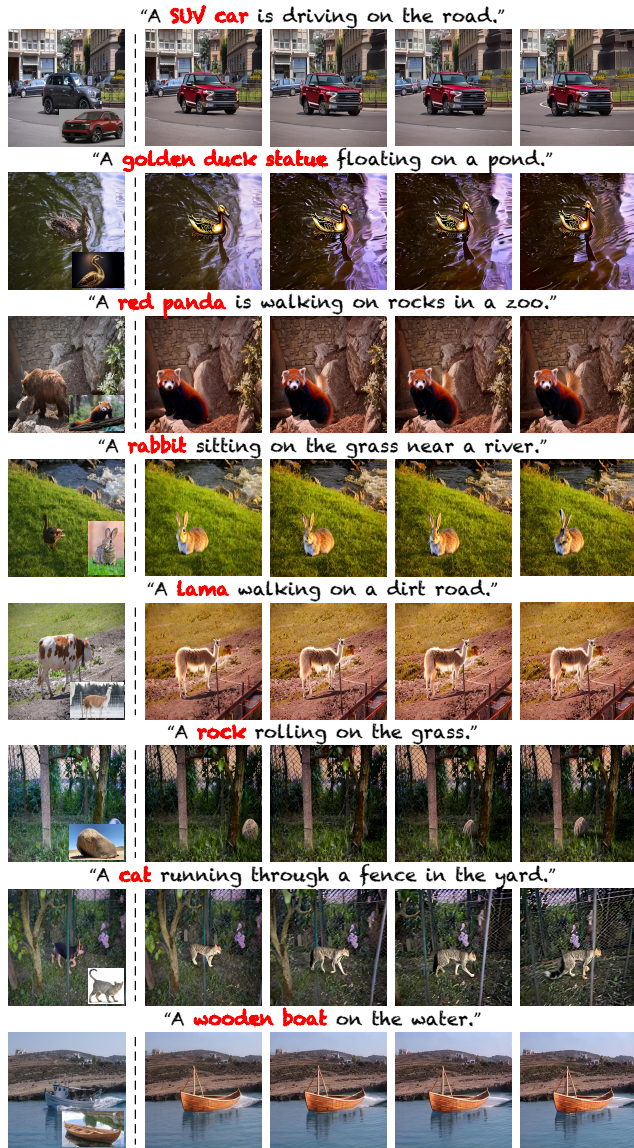 “A SUV car is driving on the road.”
“A golden duck statue floating on a pond.”
“A red panda is walking on rocks in a zoo.”
“A rabbit sitting on the grass near a river.”
“A lama walking on a dirt road.”
“A rock rolling on the grass.”
“A cat running through a fence in the yard.”
“A wooden boat on the water.”